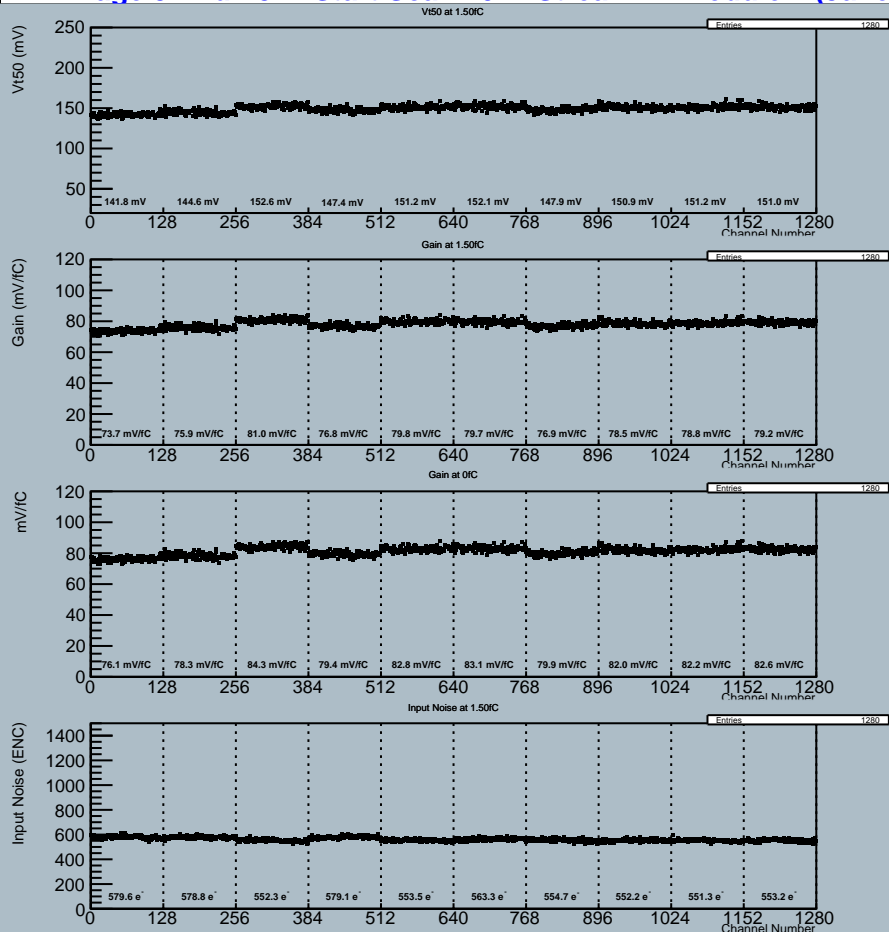 Vt50 at 1.50fC
Entries 1280
Vt50 (mV)
250
200
150
100
50
141.8 mV 144.6 mV 152.6 mV 147.4 mV 151.2 mV 152.1 mV 147.9 mV 150.9 mV 151.2 mV 151.0 mV
0 128 256 384 512 640 768 896 1024 1152 1280
Channel Number
Gain at 1.50fC
Entries 1280
Gain (mV/fC)
120
100
80
60
40
20
0
73.7 mV/fC 75.9 mV/fC 81.0 mV/fC 76.8 mV/fC 79.8 mV/fC 79.7 mV/fC 76.9 mV/fC 78.5 mV/fC 78.8 mV/fC 79.2 mV/fC
0 128 256 384 512 640 768 896 1024 1152 1280
Channel Number
Gain at 0fC
Entries 1280
mV/fC
120
100
80
60
40
20
0
76.1 mV/fC 78.3 mV/fC 84.3 mV/fC 79.4 mV/fC 82.8 mV/fC 83.1 mV/fC 79.9 mV/fC 82.0 mV/fC 82.2 mV/fC 82.6 mV/fC
0 128 256 384 512 640 768 896 1024 1152 1280
Channel Number
Input Noise at 1.50fC
Entries 1280
Input Noise (ENC)
1400
1200
1000
800
600
400
200
0
579.6 e⁻ 578.8 e⁻ 552.3 e⁻ 579.1 e⁻ 553.5 e⁻ 563.3 e⁻ 554.7 e⁻ 552.2 e⁻ 551.3 e⁻ 553.2 e⁻
0 128 256 384 512 640 768 896 1024 1152 1280
Channel Number